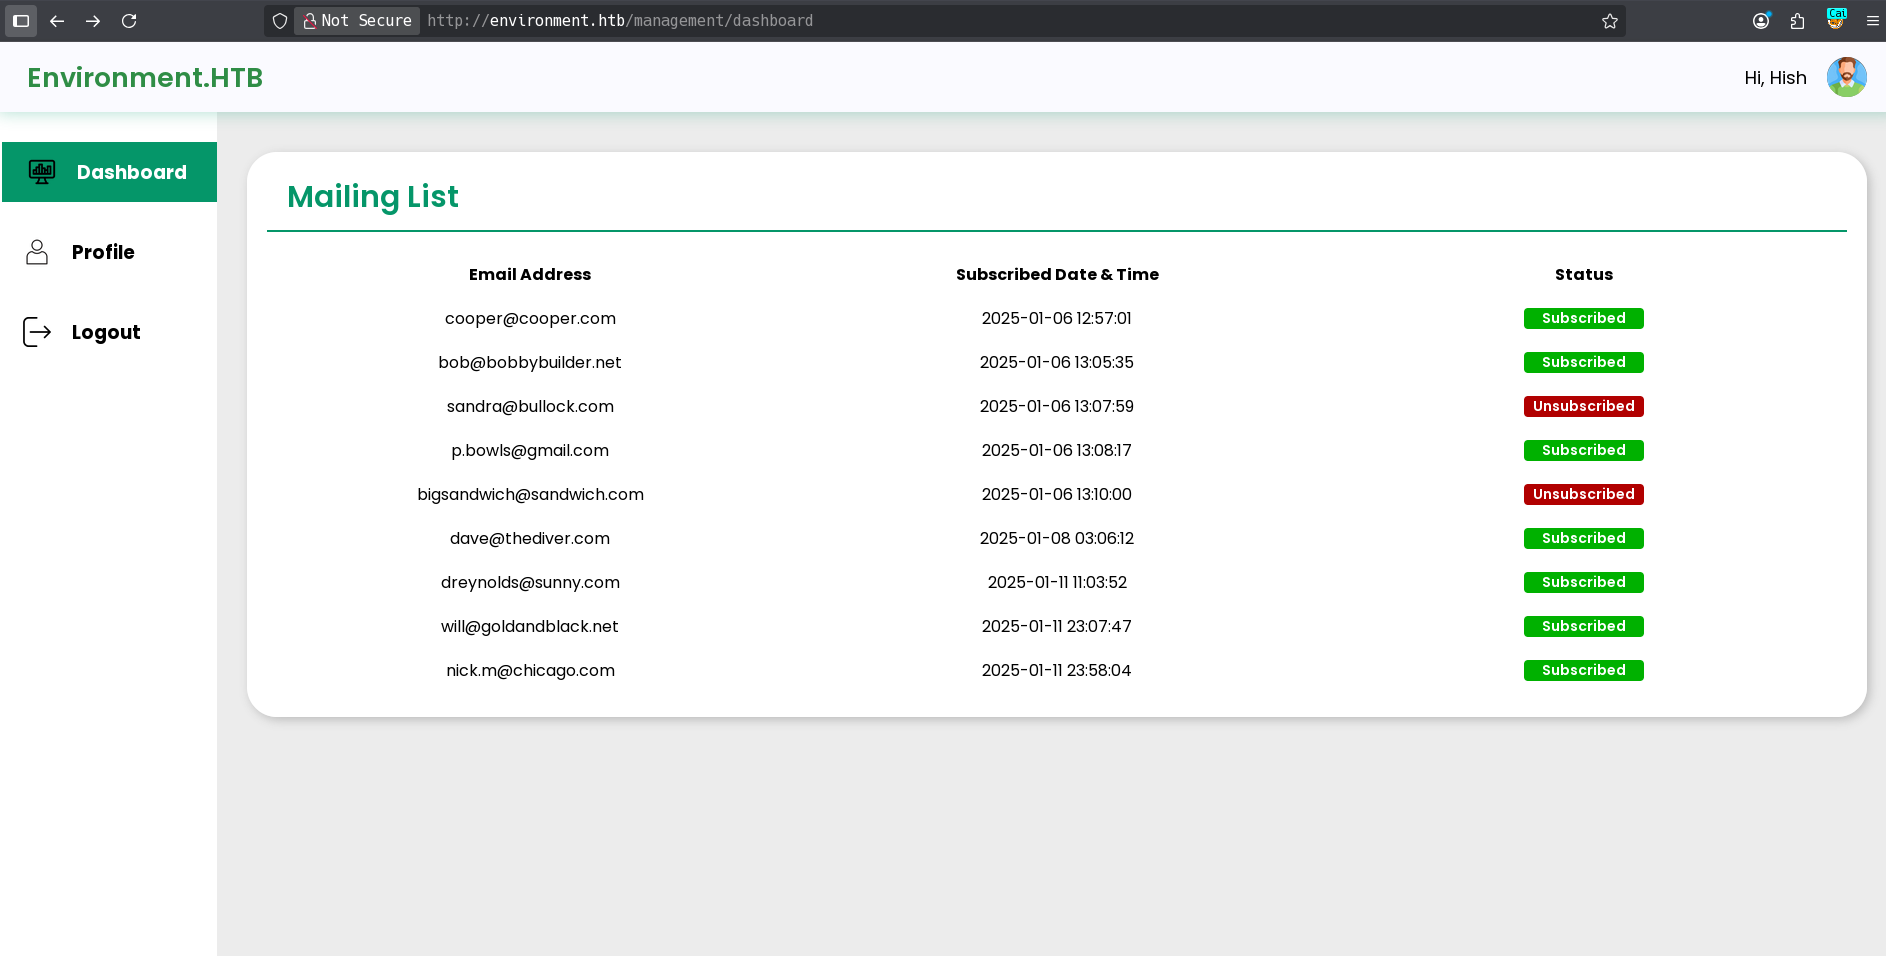 Not Secure http://environment.htb/management/dashboard
Cai
Environment.HTB
Hi, Hish
Dashboard
Profile
Logout
Mailing List
Email Address Subscribed Date & Time Status
cooper@cooper.com 2025-01-06 12:57:01 Subscribed
bob@bobbybuilder.net 2025-01-06 13:05:35 Subscribed
sandra@bullock.com 2025-01-06 13:07:59 Unsubscribed
p.bowls@gmail.com 2025-01-06 13:08:17 Subscribed
bigsandwich@sandwich.com 2025-01-06 13:10:00 Unsubscribed
dave@thediver.com 2025-01-08 03:06:12 Subscribed
dreynolds@sunny.com 2025-01-11 11:03:52 Subscribed
will@goldandblack.net 2025-01-11 23:07:47 Subscribed
nick.m@chicago.com 2025-01-11 23:58:04 Subscribed